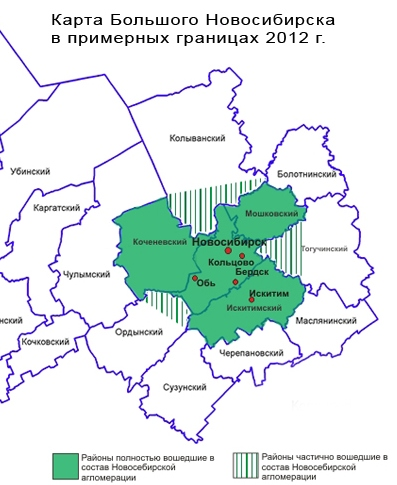 Карта Большого Новосибирска
в примерных границах 2012 г.
Колыванский
Убинский
Болотнинский
Каргатский
Мошковский
Коченевский
Новосибирск
Тогучинский
Кольцово
Чулымский
Бердск
Обь
Искитим
Искитимский
нский
Ордынский
Маслянинский
Кочковский
Черепановский
Сузунский
Районы полностью вошедшие в
состав Новосибирской
агломерации
Районы частично вошедшие в
состав Новосибирской
агломерации